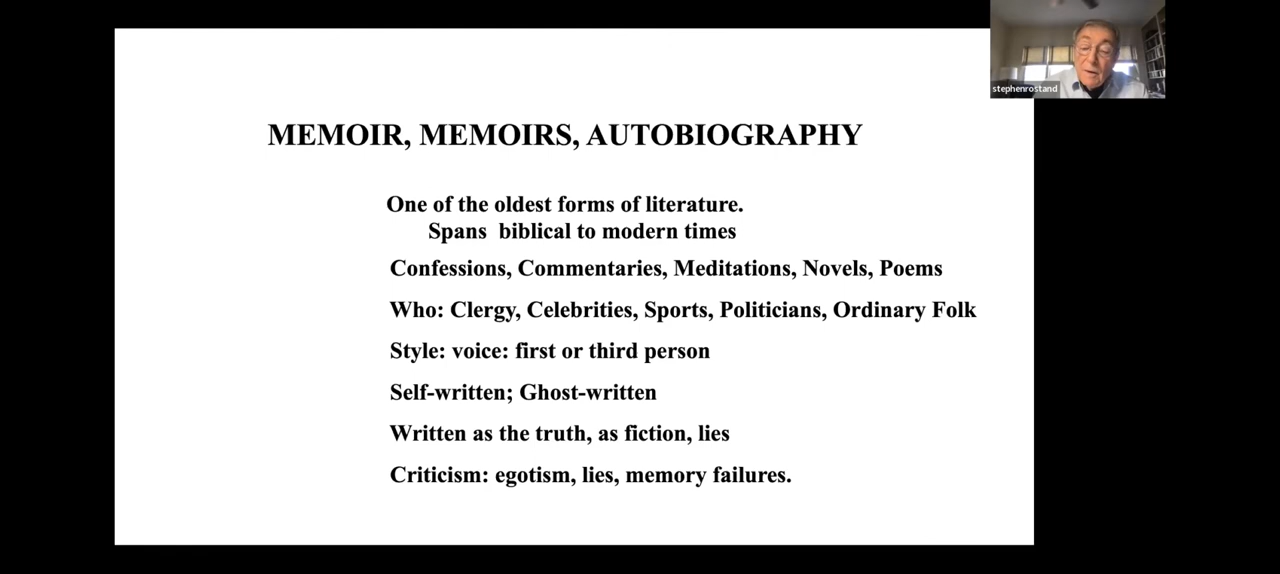 stephenrostand
MEMOIR, MEMOIRS, AUTOBIOGRAPHY
One of the oldest forms of literature.
Spans biblical to modern times
Confessions, Commentaries, Meditations, Novels, Poems
Who: Clergy, Celebrities, Sports, Politicians, Ordinary Folk
Style: voice: first or third person
Self-written; Ghost-written
Written as the truth, as fiction, lies
Criticism: egotism, lies, memory failures.